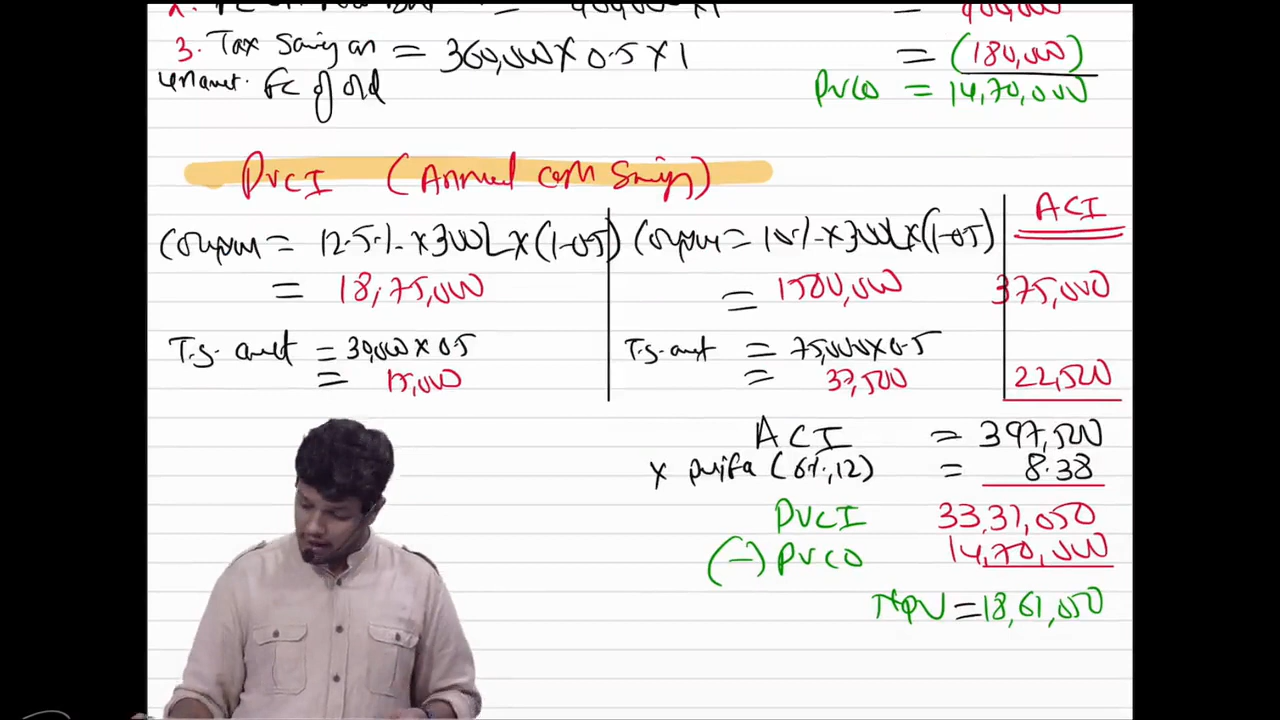 = 
3. Tax Saving on = 360,000 X 0.5 X 1 = (180,000)
unamort. FC of old PVCO = 14,70,000
PVCI (Annual cash Savings)
ACI
Coupon = 12.5% X 300L X (1-0.5) Coupon = 10% X 300L X (1-0.5)
= 18,75,000 = 1500,000 375,000
T.S. amort = 30,000 X 0.5 T.S. amort = 75,000 X 0.5
= 15,000 = 37,500 22,500
ACI = 397,500
X pvifa (6%,12) = 8.38
PVCI 33,31,050
(-) PVCO 14,70,000
NPV = 18,61,050